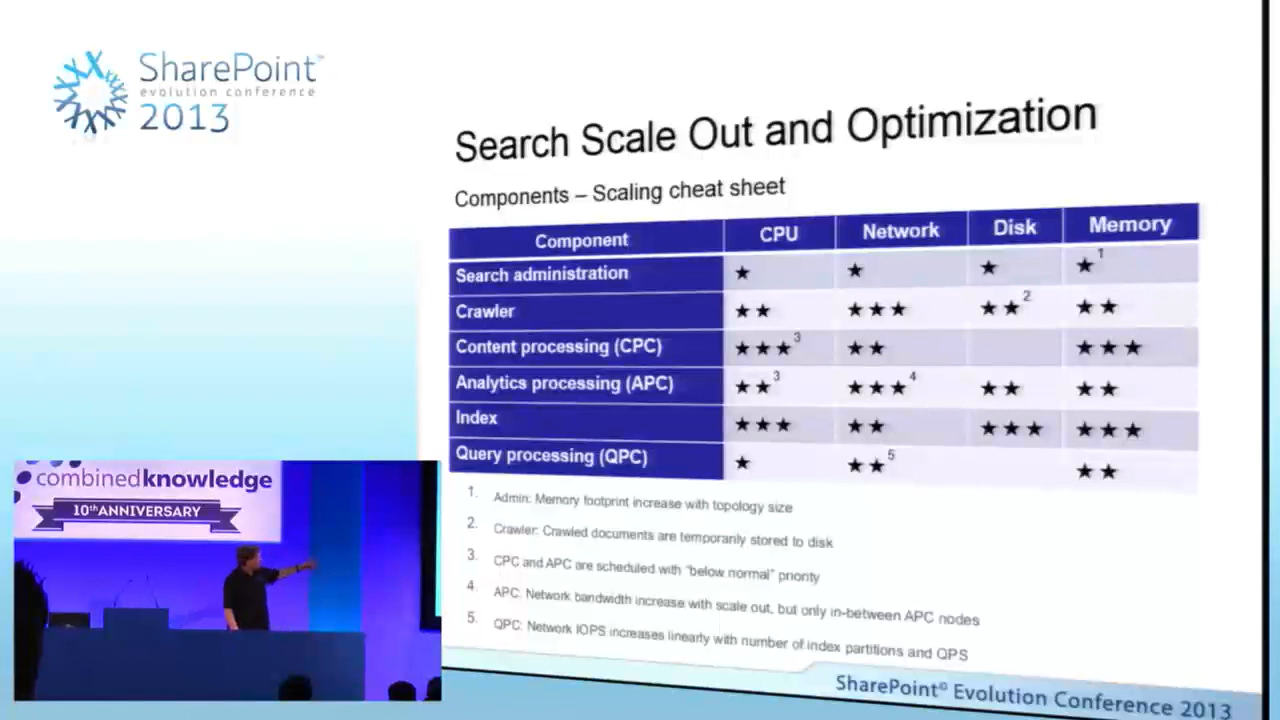 SharePoint™
evolution conference
2013
Search Scale Out and Optimization
Components – Scaling cheat sheet
Component CPU Network Disk Memory
Search administration ★ ★ ★ ★ 1
Crawler ★★ ★★★ ★★ 2 ★★
Content processing (CPC) ★★★ 3 ★★ ★★★
Analytics processing (APC) ★★ 3 ★★★ 4 ★★ ★★
Index ★★★ ★★ ★★★ ★★★
Query processing (QPC) ★ ★★ 5 ★★
1. Admin: Memory footprint increase with topology size
2. Crawler: Crawled documents are temporarily stored to disk
3. CPC and APC are scheduled with "below normal" priority
4. APC: Network bandwidth increase with scale out, but only in-between APC nodes
5. QPC: Network IOPS increases linearly with number of index partitions and QPS
combinedknowledge
10th ANNIVERSARY
SharePoint® Evolution Conference 2013